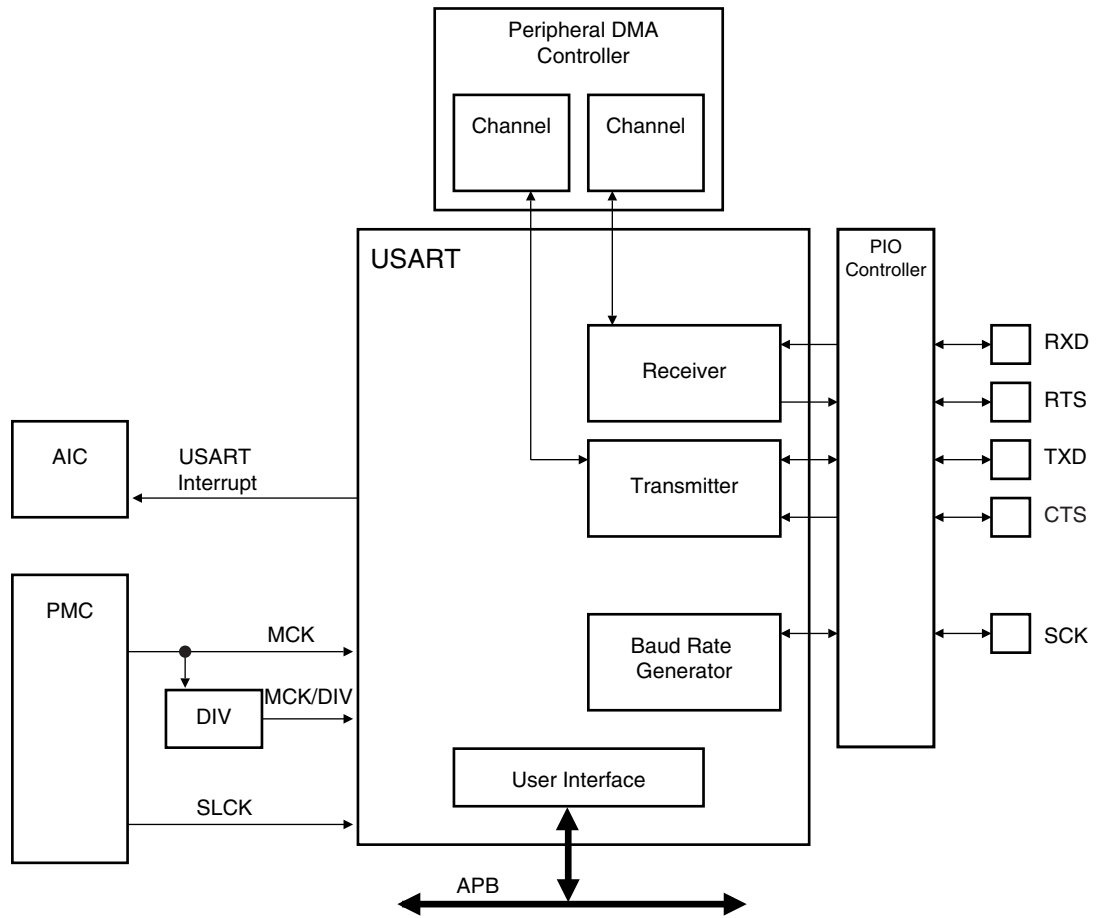 Peripheral DMA
Controller
Channel
Channel
USART
PIO
Controller
Receiver
RXD
RTS
AIC
USART
Interrupt
Transmitter
TXD
CTS
PMC
MCK
DIV
MCK/DIV
Baud Rate
Generator
SCK
User Interface
SLCK
APB